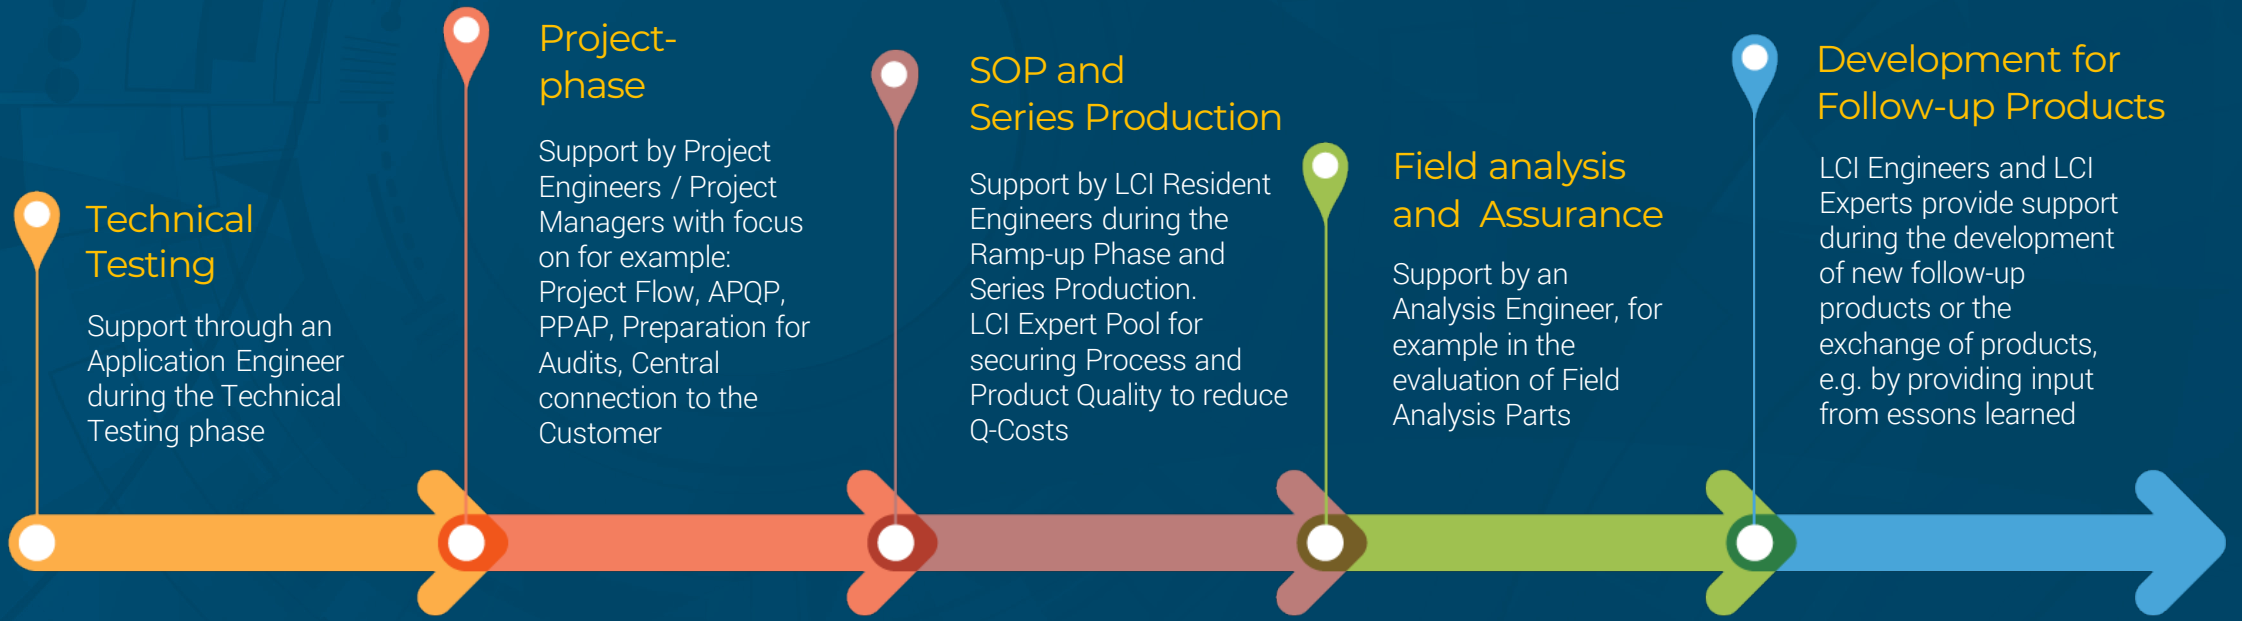 Technical
Testing
Support through an
Application Engineer
during the Technical
Testing phase
Project-
phase
Support by Project
Engineers / Project
Managers with focus
on for example:
Project Flow, APQP,
PPAP, Preparation for
Audits, Central
connection to the
Customer
SOP and
Series Production
Support by LCI Resident
Engineers during the
Ramp-up Phase and
Series Production.
LCI Expert Pool for
securing Process and
Product Quality to reduce
Q-Costs
Field analysis
and Assurance
Support by an
Analysis Engineer, for
example in the
evaluation of Field
Analysis Parts
Development for
Follow-up Products
LCI Engineers and LCI
Experts provide support
during the development
of new follow-up
products or the
exchange of products,
e.g. by providing input
from essons learned